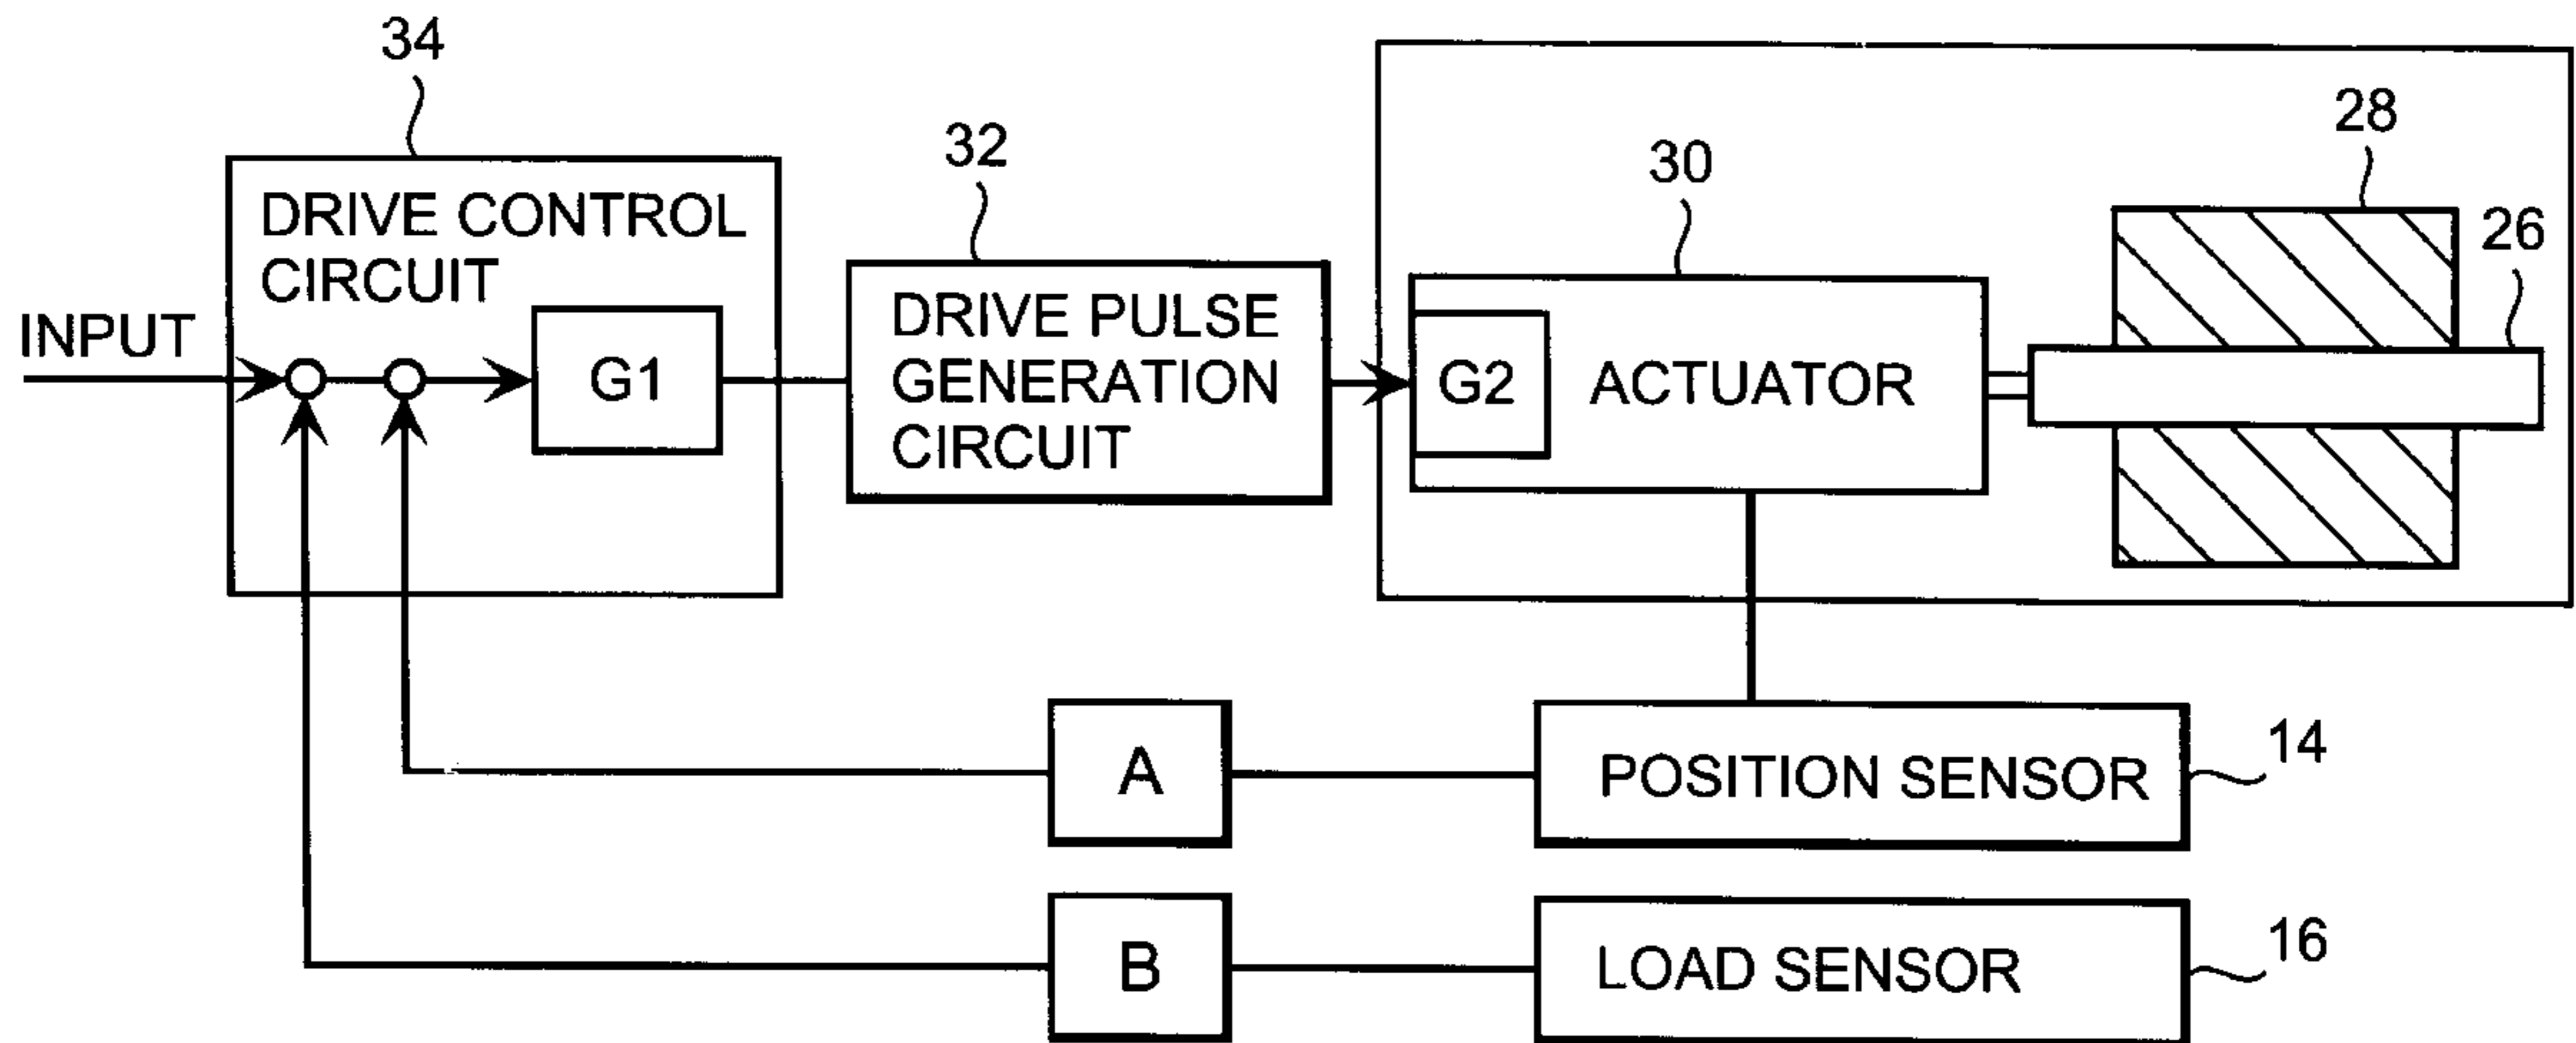 34
DRIVE CONTROL
CIRCUIT
INPUT
G1
32
DRIVE PULSE
GENERATION
CIRCUIT
30
G2
ACTUATOR
28
26
A
POSITION SENSOR
14
B
LOAD SENSOR
16